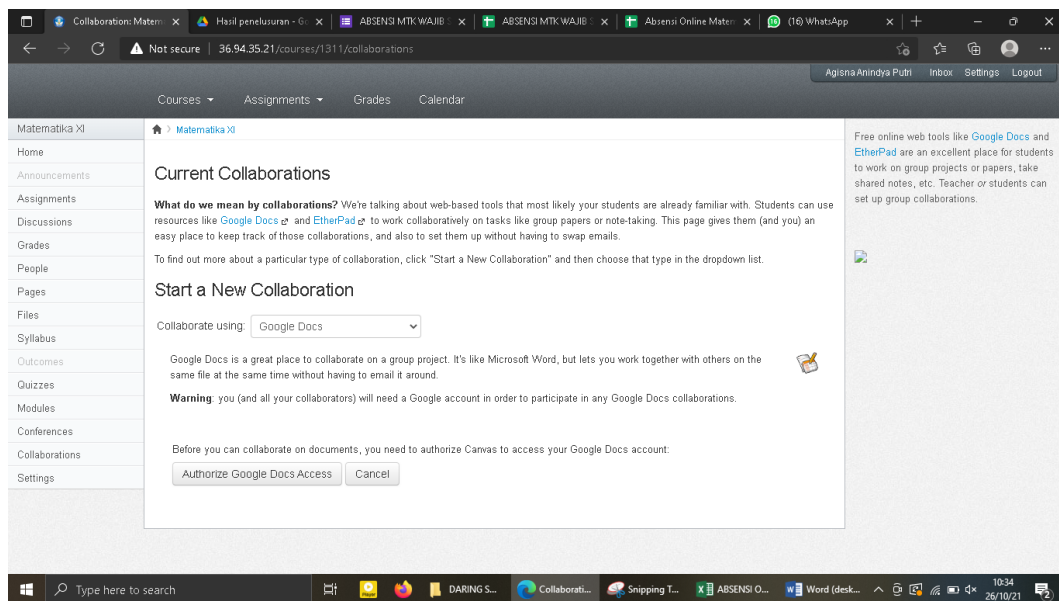 Collaboration: Matem
Hasil penelusuran - Go
ABSENSI MTK WAJIB
ABSENSI MTK WAJIB
Absensi Online Matem
(16) WhatsApp
Not secure | 36.94.35.21/courses/1311/collaborations
Agisna Anindya Putri Inbox Settings Logout
Courses Assignments Grades Calendar
Matematika XI
Home
Announcements
Assignments
Discussions
Grades
People
Pages
Files
Syllabus
Outcomes
Quizzes
Modules
Conferences
Collaborations
Settings
Matematika XI
Current Collaborations
What do we mean by collaborations? We're talking about web-based tools that most likely your students are already familiar with. Students can use
resources like Google Docs and EtherPad to work collaboratively on tasks like group papers or note-taking. This page gives them (and you) an
easy place to keep track of those collaborations, and also to set them up without having to swap emails.
To find out more about a particular type of collaboration, click "Start a New Collaboration" and then choose that type in the dropdown list.
Start a New Collaboration
Collaborate using: Google Docs
Google Docs is a great place to collaborate on a group project. It's like Microsoft Word, but lets you work together with others on the
same file at the same time without having to email it around.
Warning: you (and all your collaborators) will need a Google account in order to participate in any Google Docs collaborations.
Before you can collaborate on documents, you need to authorize Canvas to access your Google Docs account:
Authorize Google Docs Access Cancel
Free online web tools like Google Docs and
EtherPad are an excellent place for students
to work on group projects or papers, take
shared notes, etc. Teacher or students can
set up group collaborations.
Type here to search
DARING S...
Collaborati...
Snipping T...
ABSENSI O...
Word (desk...
10:34
26/10/21